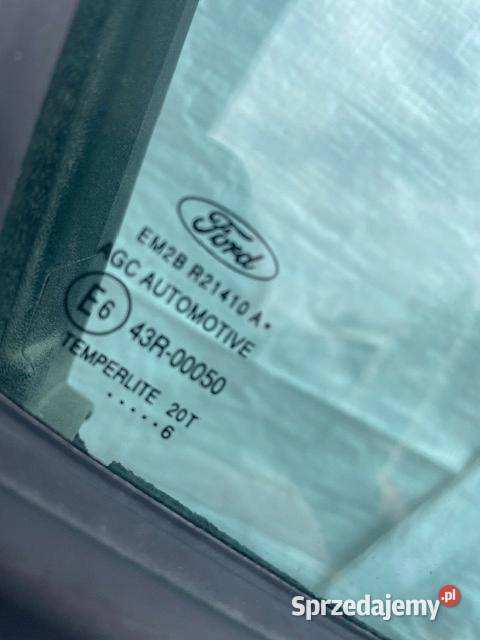 Ford
EM2B R21410 A•
AGC AUTOMOTIVE
E6 43R-00050
TEMPERLITE 20T
.....6
Sprzedajemy.pl